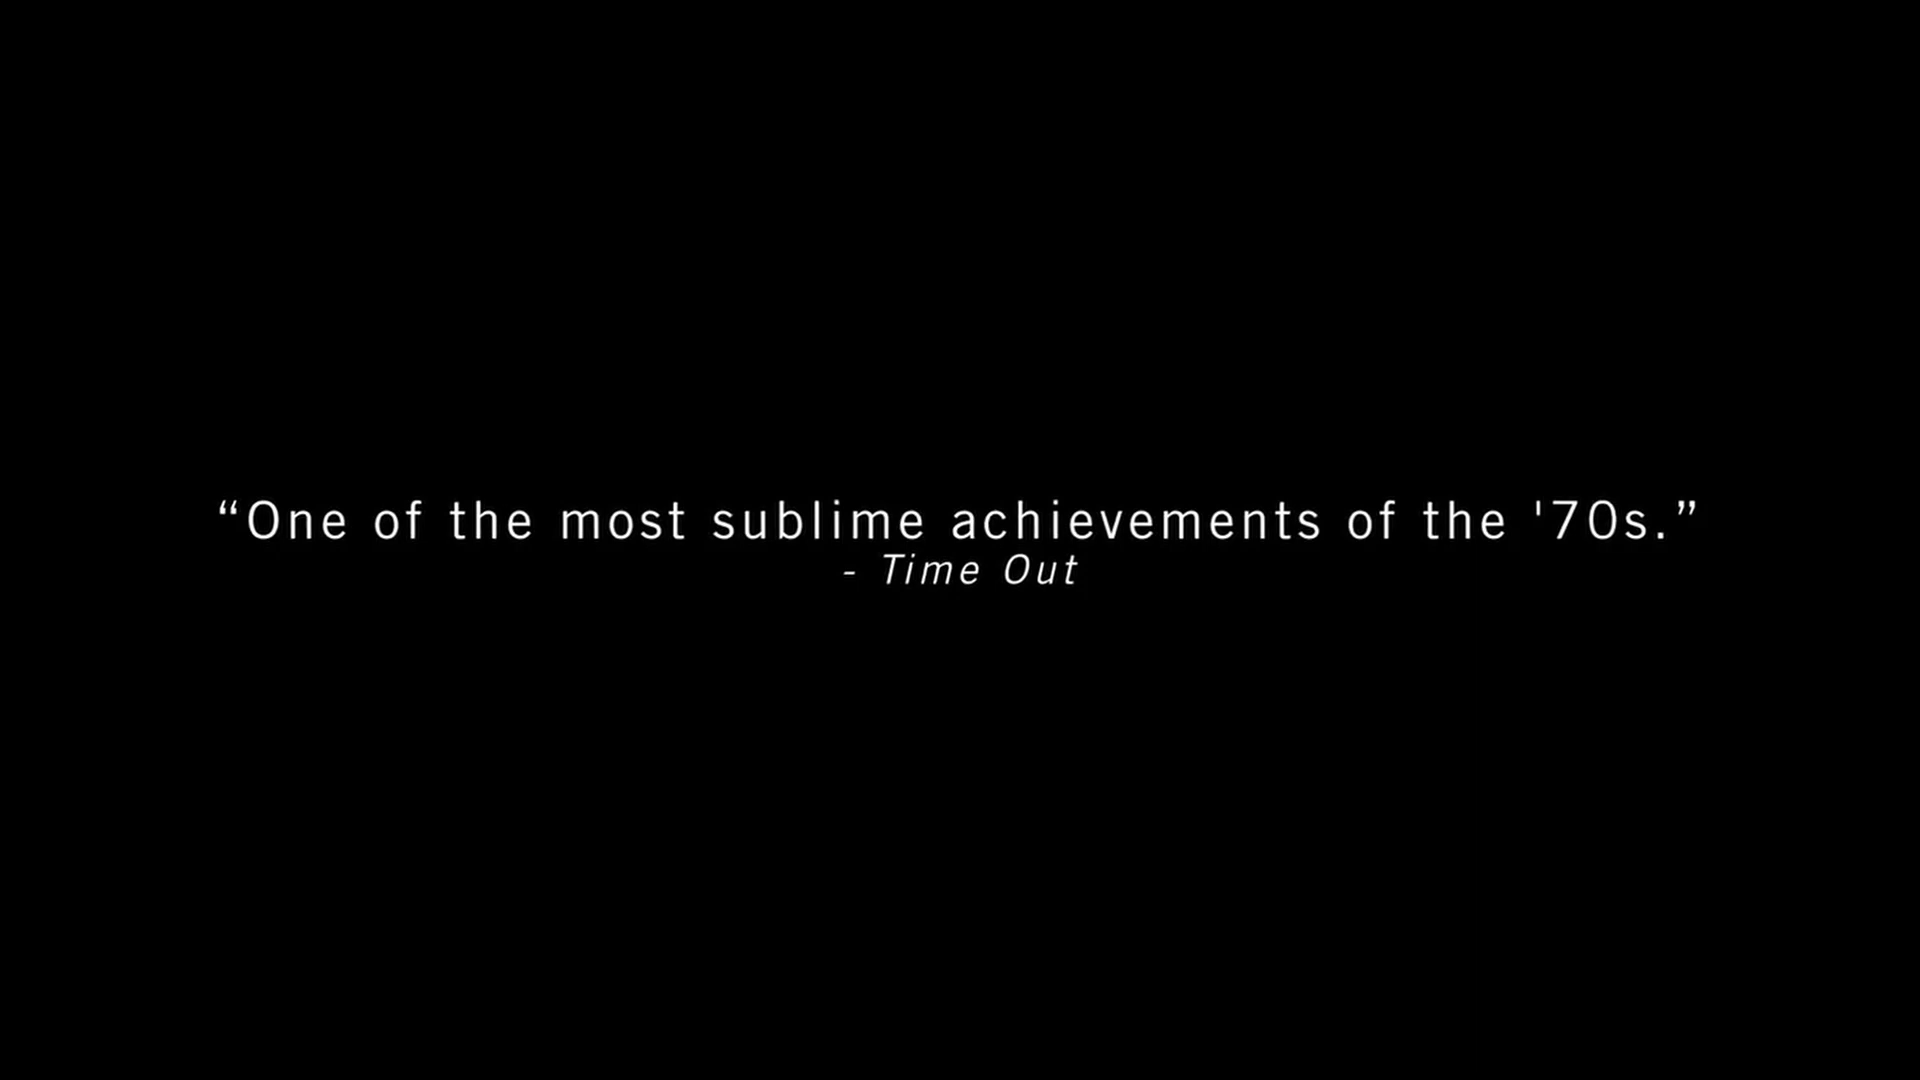 “One of the most sublime achievements of the '70s.”
- Time Out